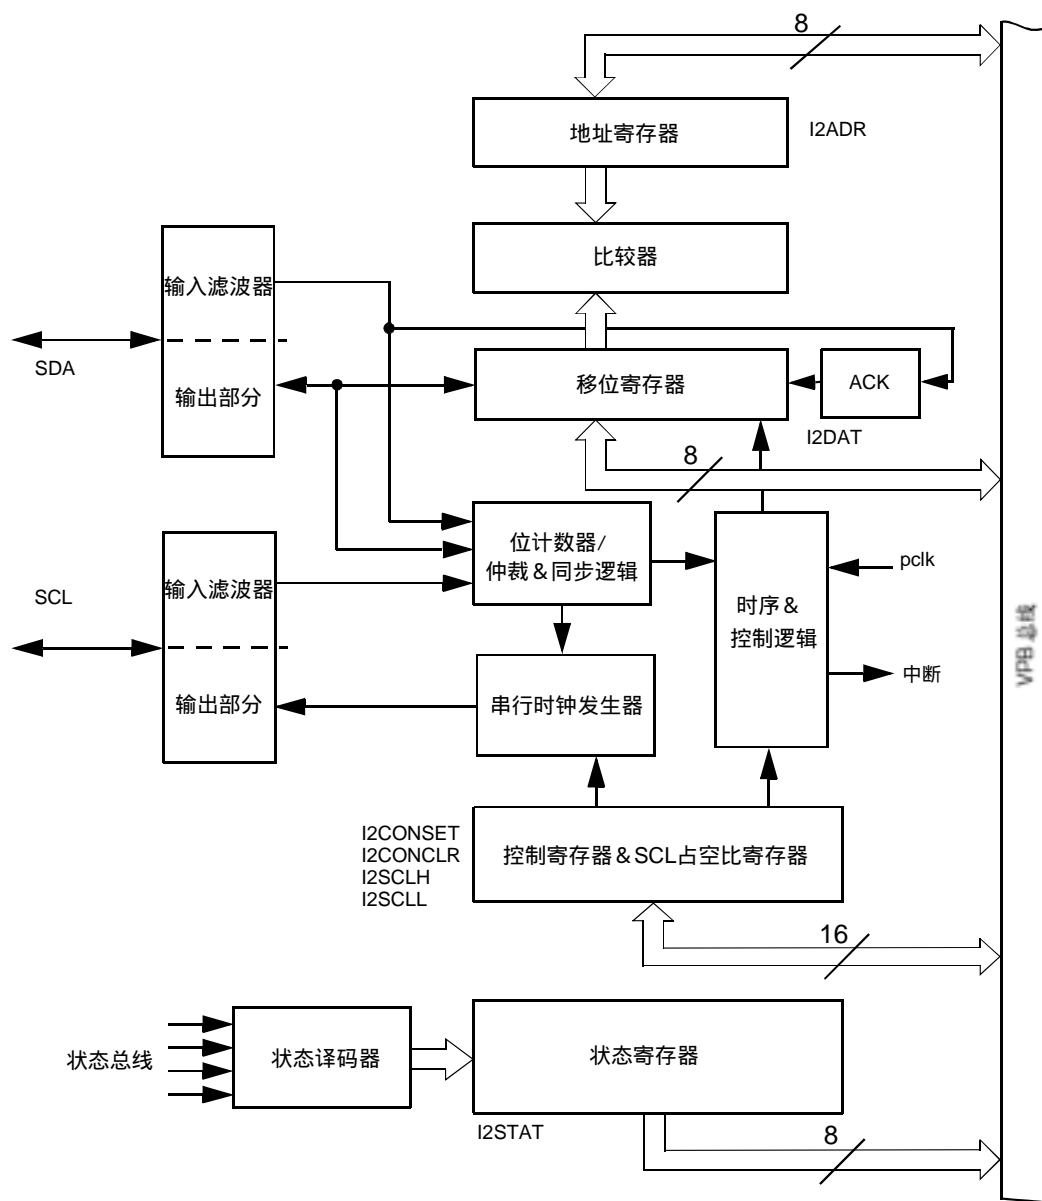 8
地址寄存器
I2ADR
比较器
输入滤波器
SDA
输出部分
移位寄存器
ACK
I2DAT
8
位计数器/
仲裁&同步逻辑
pclk
输入滤波器
SCL
时序&
控制逻辑
VPB 总线
中断
输出部分
串行时钟发生器
I2CONSET
I2CONCLR
I2SCLH
I2SCLL
控制寄存器&SCL占空比寄存器
16
状态总线
状态译码器
状态寄存器
I2STAT
8